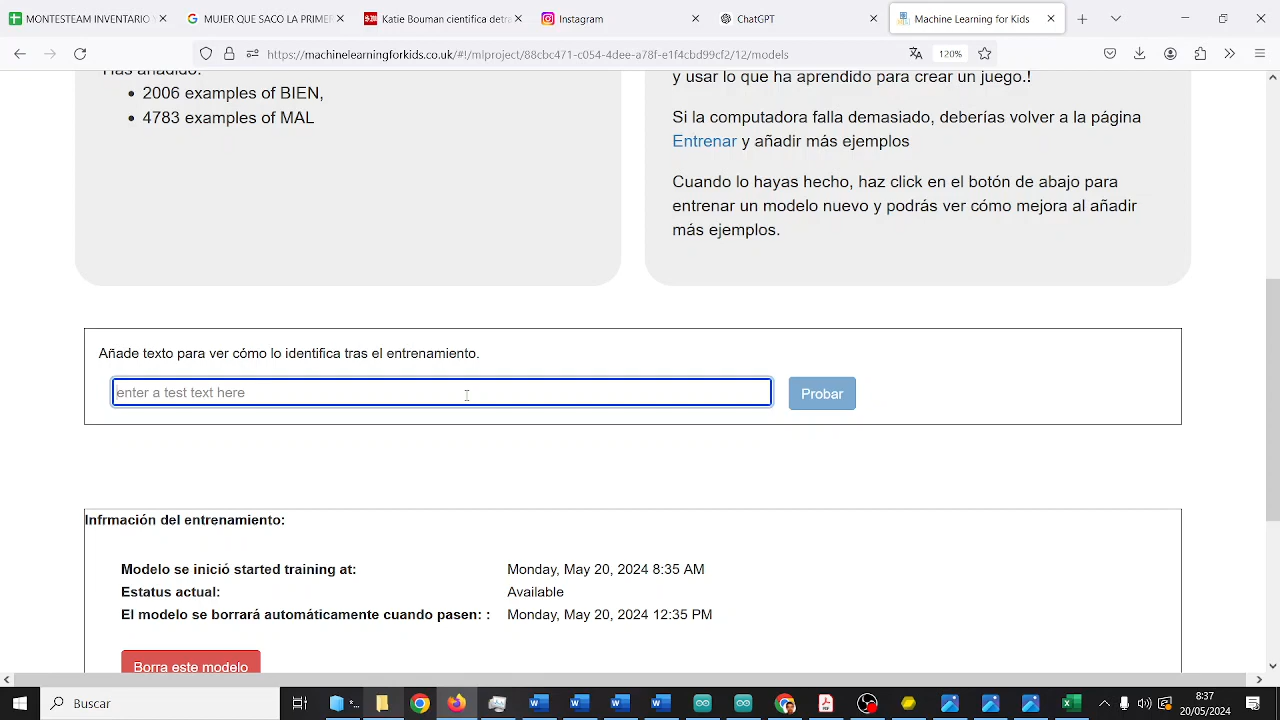 MONTESTEAM INVENTARIO Y
MUJER QUE SACO LA PRIMER
Katie Bouman científica detr
Instagram
ChatGPT
Machine Learning for Kids
https://machinelearningforkids.co.uk/#!/mlproject/88cbc471-c054-4dee-a78f-e1f4cbd99cf2/12/models
120%
Has añadido:
• 2006 examples of BIEN,
• 4783 examples of MAL
y usar lo que ha aprendido para crear un juego.!
Si la computadora falla demasiado, deberías volver a la página
Entrenar y añadir más ejemplos
Cuando lo hayas hecho, haz click en el botón de abajo para
entrenar un modelo nuevo y podrás ver cómo mejora al añadir
más ejemplos.
Añade texto para ver cómo lo identifica tras el entrenamiento.
enter a test text here
Probar
Infrmación del entrenamiento:
Modelo se inició started training at: Monday, May 20, 2024 8:35 AM
Estatus actual: Available
El modelo se borrará automáticamente cuando pasen: : Monday, May 20, 2024 12:35 PM
Borra este modelo
Buscar
8:37
20/05/2024